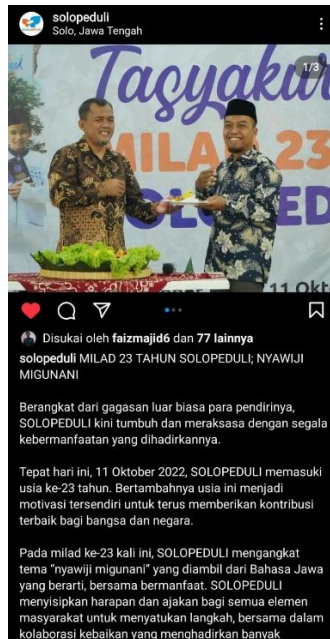 solopeduli
Solo, Jawa Tengah
1/3
Tasyakur
MILAD 23
SOLOPED
11 Okt
Disukai oleh faizmajid6 dan 77 lainnya
solopeduli MILAD 23 TAHUN SOLOPEDULI; NYAWIJI
MIGUNANI
Berangkat dari gagasan luar biasa para pendirinya,
SOLOPEDULI kini tumbuh dan meraksasa dengan segala
kebermanfaatan yang dihadirkannya.
Tepat hari ini, 11 Oktober 2022, SOLOPEDULI memasuki
usia ke-23 tahun. Bertambahnya usia ini menjadi
motivasi tersendiri untuk terus memberikan kontribusi
terbaik bagi bangsa dan negara.
Pada milad ke-23 kali ini, SOLOPEDULI mengangkat
tema “nyawiji migunani” yang diambil dari Bahasa Jawa
yang berarti, bersama bermanfaat. SOLOPEDULI
menyisipkan harapan dan ajakan bagi semua elemen
masyarakat untuk menyatukan langkah, bersama dalam
kolaborasi kebaikan yang menghadirkan banyak